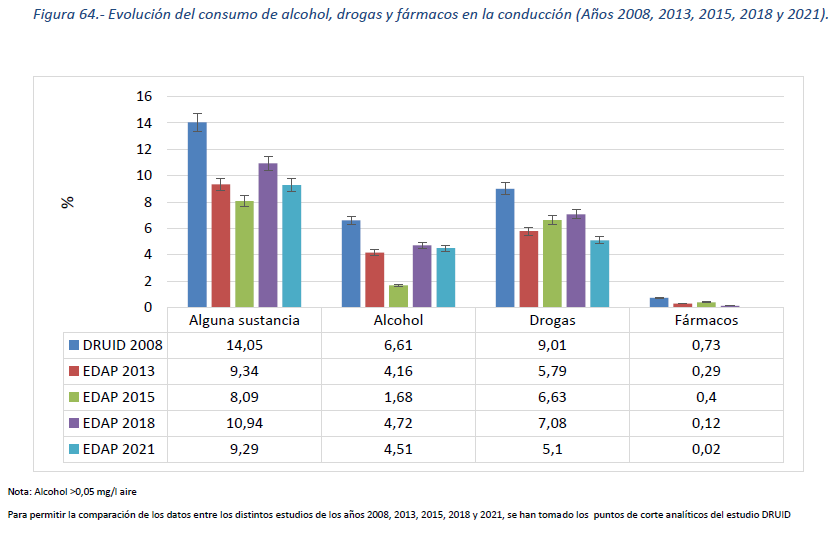 Figura 64.- Evolución del consumo de alcohol, drogas y fármacos en la conducción (Años 2008, 2013, 2015, 2018 y 2021).
16
14
12
10
8
6
4
2
0
%
Alguna sustancia Alcohol Drogas Fármacos
DRUID 2008 14,05 6,61 9,01 0,73
EDAP 2013 9,34 4,16 5,79 0,29
EDAP 2015 8,09 1,68 6,63 0,4
EDAP 2018 10,94 4,72 7,08 0,12
EDAP 2021 9,29 4,51 5,1 0,02
Nota: Alcohol >0,05 mg/l aire
Para permitir la comparación de los datos entre los distintos estudios de los años 2008, 2013, 2015, 2018 y 2021, se han tomado los puntos de corte analíticos del estudio DRUID